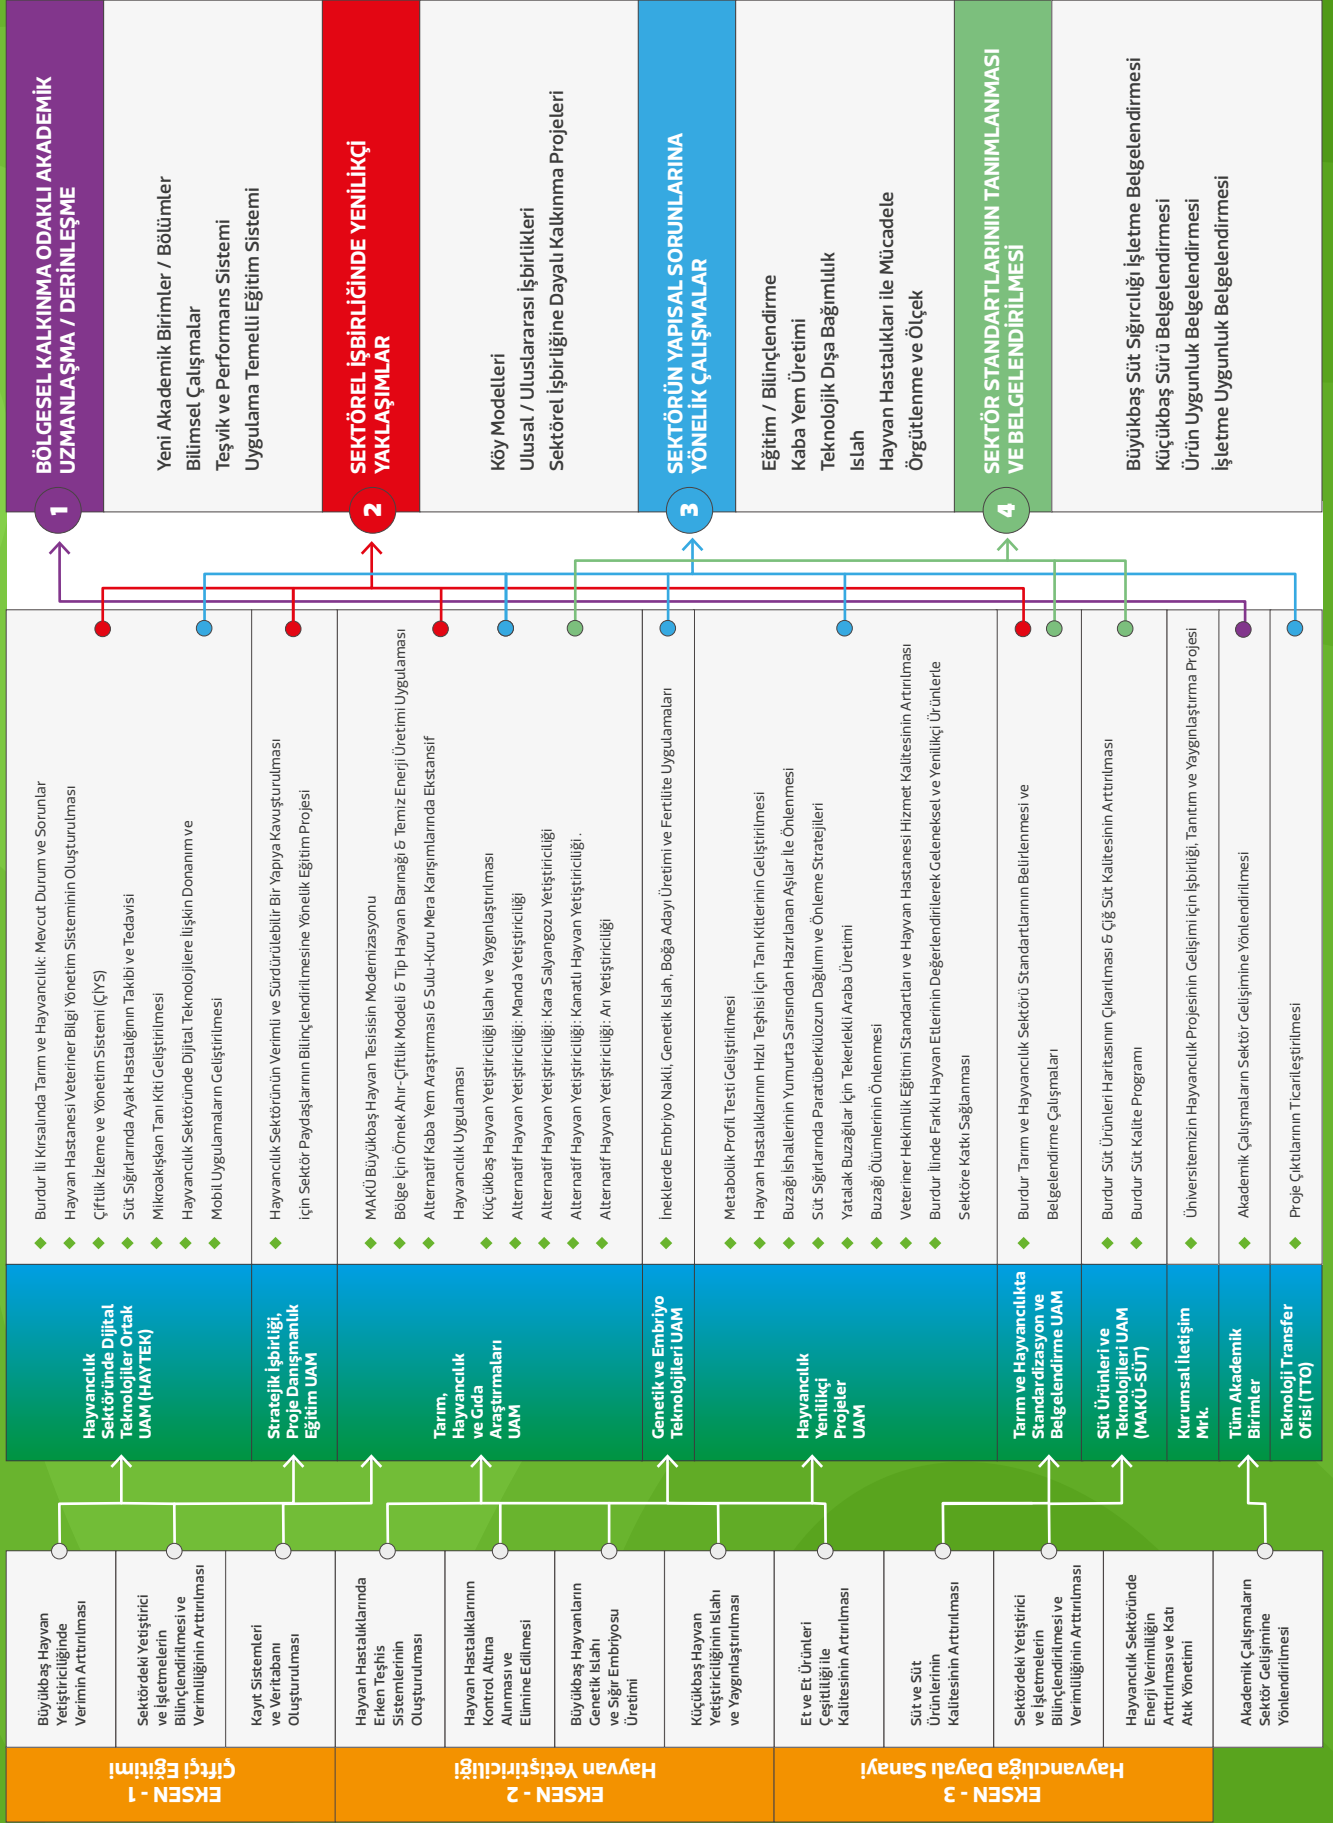 EKSEN - 1
Çiftçi Eğitimi
EKSEN - 2
Hayvan Yetiştiriciliği
EKSEN - 3
Hayvancılığa Dayalı Sanayi
Büyükbaş Hayvan
Yetiştiriciliğinde
Verimin Arttırılması
Sektördeki Yetiştirici
ve İşletmelerin
Bilinçlendirilmesi ve
Verimliliğinin Arttırılması
Kayıt Sistemleri
ve Veritabanı
Oluşturulması
Hayvan Hastalıklarında
Erken Teşhis
Sistemlerinin
Oluşturulması
Hayvan Hastalıklarının
Kontrol Altına
Alınması ve
Elimine Edilmesi
Büyükbaş Hayvanların
Genetik Islahı
ve Sığır Embriyosu
Üretimi
Küçükbaş Hayvan
Yetiştiriciliğinin Islahı
ve Yaygınlaştırılması
Et ve Et Ürünleri
Çeşitliliği ile
Kalitesinin Artırılması
Süt ve Süt
Ürünlerinin
Kalitesinin Arttırılması
Sektördeki Yetiştirici
ve İşletmelerin
Bilinçlendirilmesi ve
Verimliliğinin Arttırılması
Hayvancılık Sektöründe
Enerji Verimliliğin
Arttırılması ve Katı
Atık Yönetimi
Akademik Çalışmaların
Sektör Gelişimine
Yönlendirilmesi
Hayvancılık
Sektöründe Dijital
Teknolojiler Ortak
UAM (HAYTEK)
Stratejik İşbirliği,
Proje Danışmanlık
Eğitim UAM
Tarım,
Hayvancılık
ve Gıda
Araştırmaları
UAM
Genetik ve Embriyo
Teknolojileri UAM
Hayvancılık
Yenilikçi
Projeler
UAM
Tarım ve Hayvancılıkta
Standardizasyon ve
Belgelendirme UAM
Süt Ürünleri ve
Teknolojileri UAM
(MAKÜ-SÜT)
Kurumsal İletişim
Mrk.
Tüm Akademik
Birimler
Teknoloji Transfer
Ofisi (TTO)
Burdur İli Kırsalında Tarım ve Hayvancılık: Mevcut Durum ve Sorunlar
Hayvan Hastanesi Veteriner Bilgi Yönetim Sisteminin Oluşturulması
Çiftlik İzleme ve Yönetim Sistemi (ÇİYS)
Süt Sığırlarında Ayak Hastalığının Takibi ve Tedavisi
Mikroakışkan Tanı Kiti Geliştirilmesi
Hayvancılık Sektöründe Dijital Teknolojilere İlişkin Donanım ve
Mobil Uygulamaların Geliştirilmesi
Hayvancılık Sektörünün Verimli ve Sürdürülebilir Bir Yapıya Kavuşturulması
için Sektör Paydaşlarının Bilinçlendirilmesine Yönelik Eğitim Projesi
MAKÜ Büyükbaş Hayvan Tesisisin Modernizasyonu
Bölge İçin Örnek Ahır-Çiftlik Modeli & Tip Hayvan Barınağı & Temiz Enerji Üretimi Uygulaması
Alternatif Kaba Yem Araştırması & Sulu-Kuru Mera Karışımlarında Ekstansif
Hayvancılık Uygulaması
Küçükbaş Hayvan Yetiştiriciliği Islahı ve Yaygınlaştırılması
Alternatif Hayvan Yetiştiriciliği: Manda Yetiştiriciliği
Alternatif Hayvan Yetiştiriciliği: Kara Salyangozu Yetiştiriciliği
Alternatif Hayvan Yetiştiriciliği: Kanatlı Hayvan Yetiştiriciliği .
Alternatif Hayvan Yetiştiriciliği: Arı Yetiştiriciliği
İneklerde Embriyo Nakli, Genetik Islah, Boğa Adayı Üretimi ve Fertilite Uygulamaları
Metabolik Profil Testi Geliştirilmesi
Hayvan Hastalıklarının Hızlı Teşhisi İçin Tanı Kitlerinin Geliştirilmesi
Buzağı İshallerinin Yumurta Sarısından Hazırlanan Aşılar İle Önlenmesi
Süt Sığırlarında Paratüberkülozun Dağılım ve Önleme Stratejileri
Yatalak Buzağılar İçin Tekerlekli Araba Üretimi
Buzağı Ölümlerinin Önlenmesi
Veteriner Hekimlik Eğitimi Standartları ve Hayvan Hastanesi Hizmet Kalitesinin Artırılması
Burdur İlinde Farklı Hayvan Etlerinin Değerlendirilerek Geleneksel ve Yenilikçi Ürünlerle
Sektöre Katkı Sağlanması
Burdur Tarım ve Hayvancılık Sektörü Standartlarının Belirlenmesi ve
Belgelendirme Çalışmaları
Burdur Süt Ürünleri Haritasının Çıkarılması & Çiğ Süt Kalitesinin Arttırılması
Burdur Süt Kalite Programı
Üniversitemizin Hayvancılık Projesinin Gelişimi için İşbirliği, Tanıtım ve Yaygınlaştırma Projesi
Akademik Çalışmaların Sektör Gelişimine Yönlendirilmesi
Proje Çıktılarının Ticarileştirilmesi
1
BÖLGESEL KALKINMA ODAKLI AKADEMİK
UZMANLAŞMA / DERİNLEŞME
Yeni Akademik Birimler / Bölümler
Bilimsel Çalışmalar
Teşvik ve Performans Sistemi
Uygulama Temelli Eğitim Sistemi
2
SEKTÖREL İŞBİRLİĞİNDE YENİLİKÇİ
YAKLAŞIMLAR
Köy Modelleri
Ulusal / Uluslararası İşbirlikleri
Sektörel İşbirliğine Dayalı Kalkınma Projeleri
3
SEKTÖRÜN YAPISAL SORUNLARINA
YÖNELİK ÇALIŞMALAR
Eğitim / Bilinçlendirme
Kaba Yem Üretimi
Teknolojik Dışa Bağımlılık
Islah
Hayvan Hastalıkları ile Mücadele
Örgütlenme ve Ölçek
4
SEKTÖR STANDARTLARININ TANIMLANMASI
VE BELGELENDİRİLMESİ
Büyükbaş Süt Sığırcılığı İşletme Belgelendirmesi
Küçükbaş Sürü Belgelendirmesi
Ürün Uygunluk Belgelendirmesi
İşletme Uygunluk Belgelendirmesi